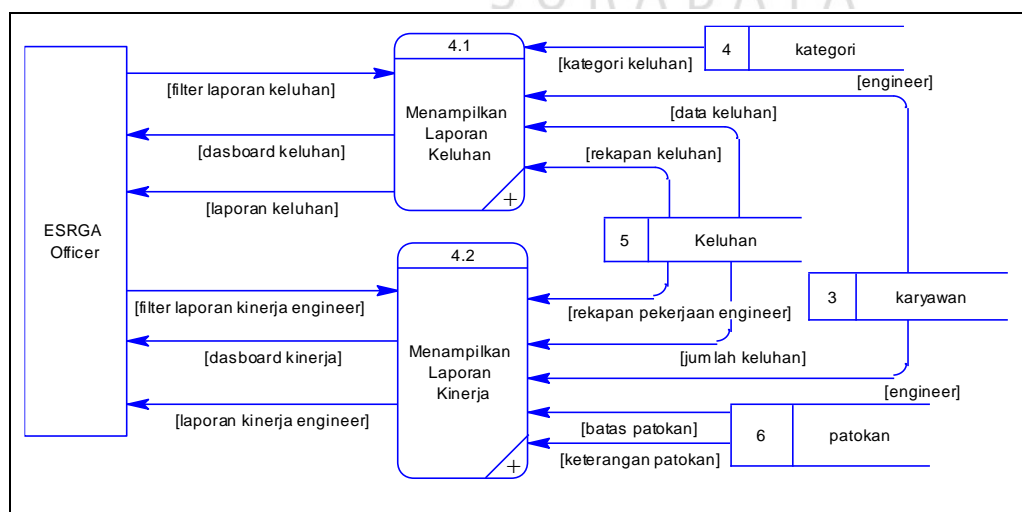 SURABAYA
4.1
Menampilkan
Laporan
Keluhan
+
4
kategori
[kategori keluhan]
[engineer]
[filter laporan keluhan]
[data keluhan]
[dasboard keluhan]
[rekapan keluhan]
[laporan keluhan]
ESRGA
Officer
5
Keluhan
4.2
Menampilkan
Laporan
Kinerja
+
3
karyawan
[filter laporan kinerja engineer]
[rekapan pekerjaan engineer]
[dasboard kinerja]
[jumlah keluhan]
[engineer]
[laporan kinerja engineer]
[batas patokan]
6
patokan
[keterangan patokan]